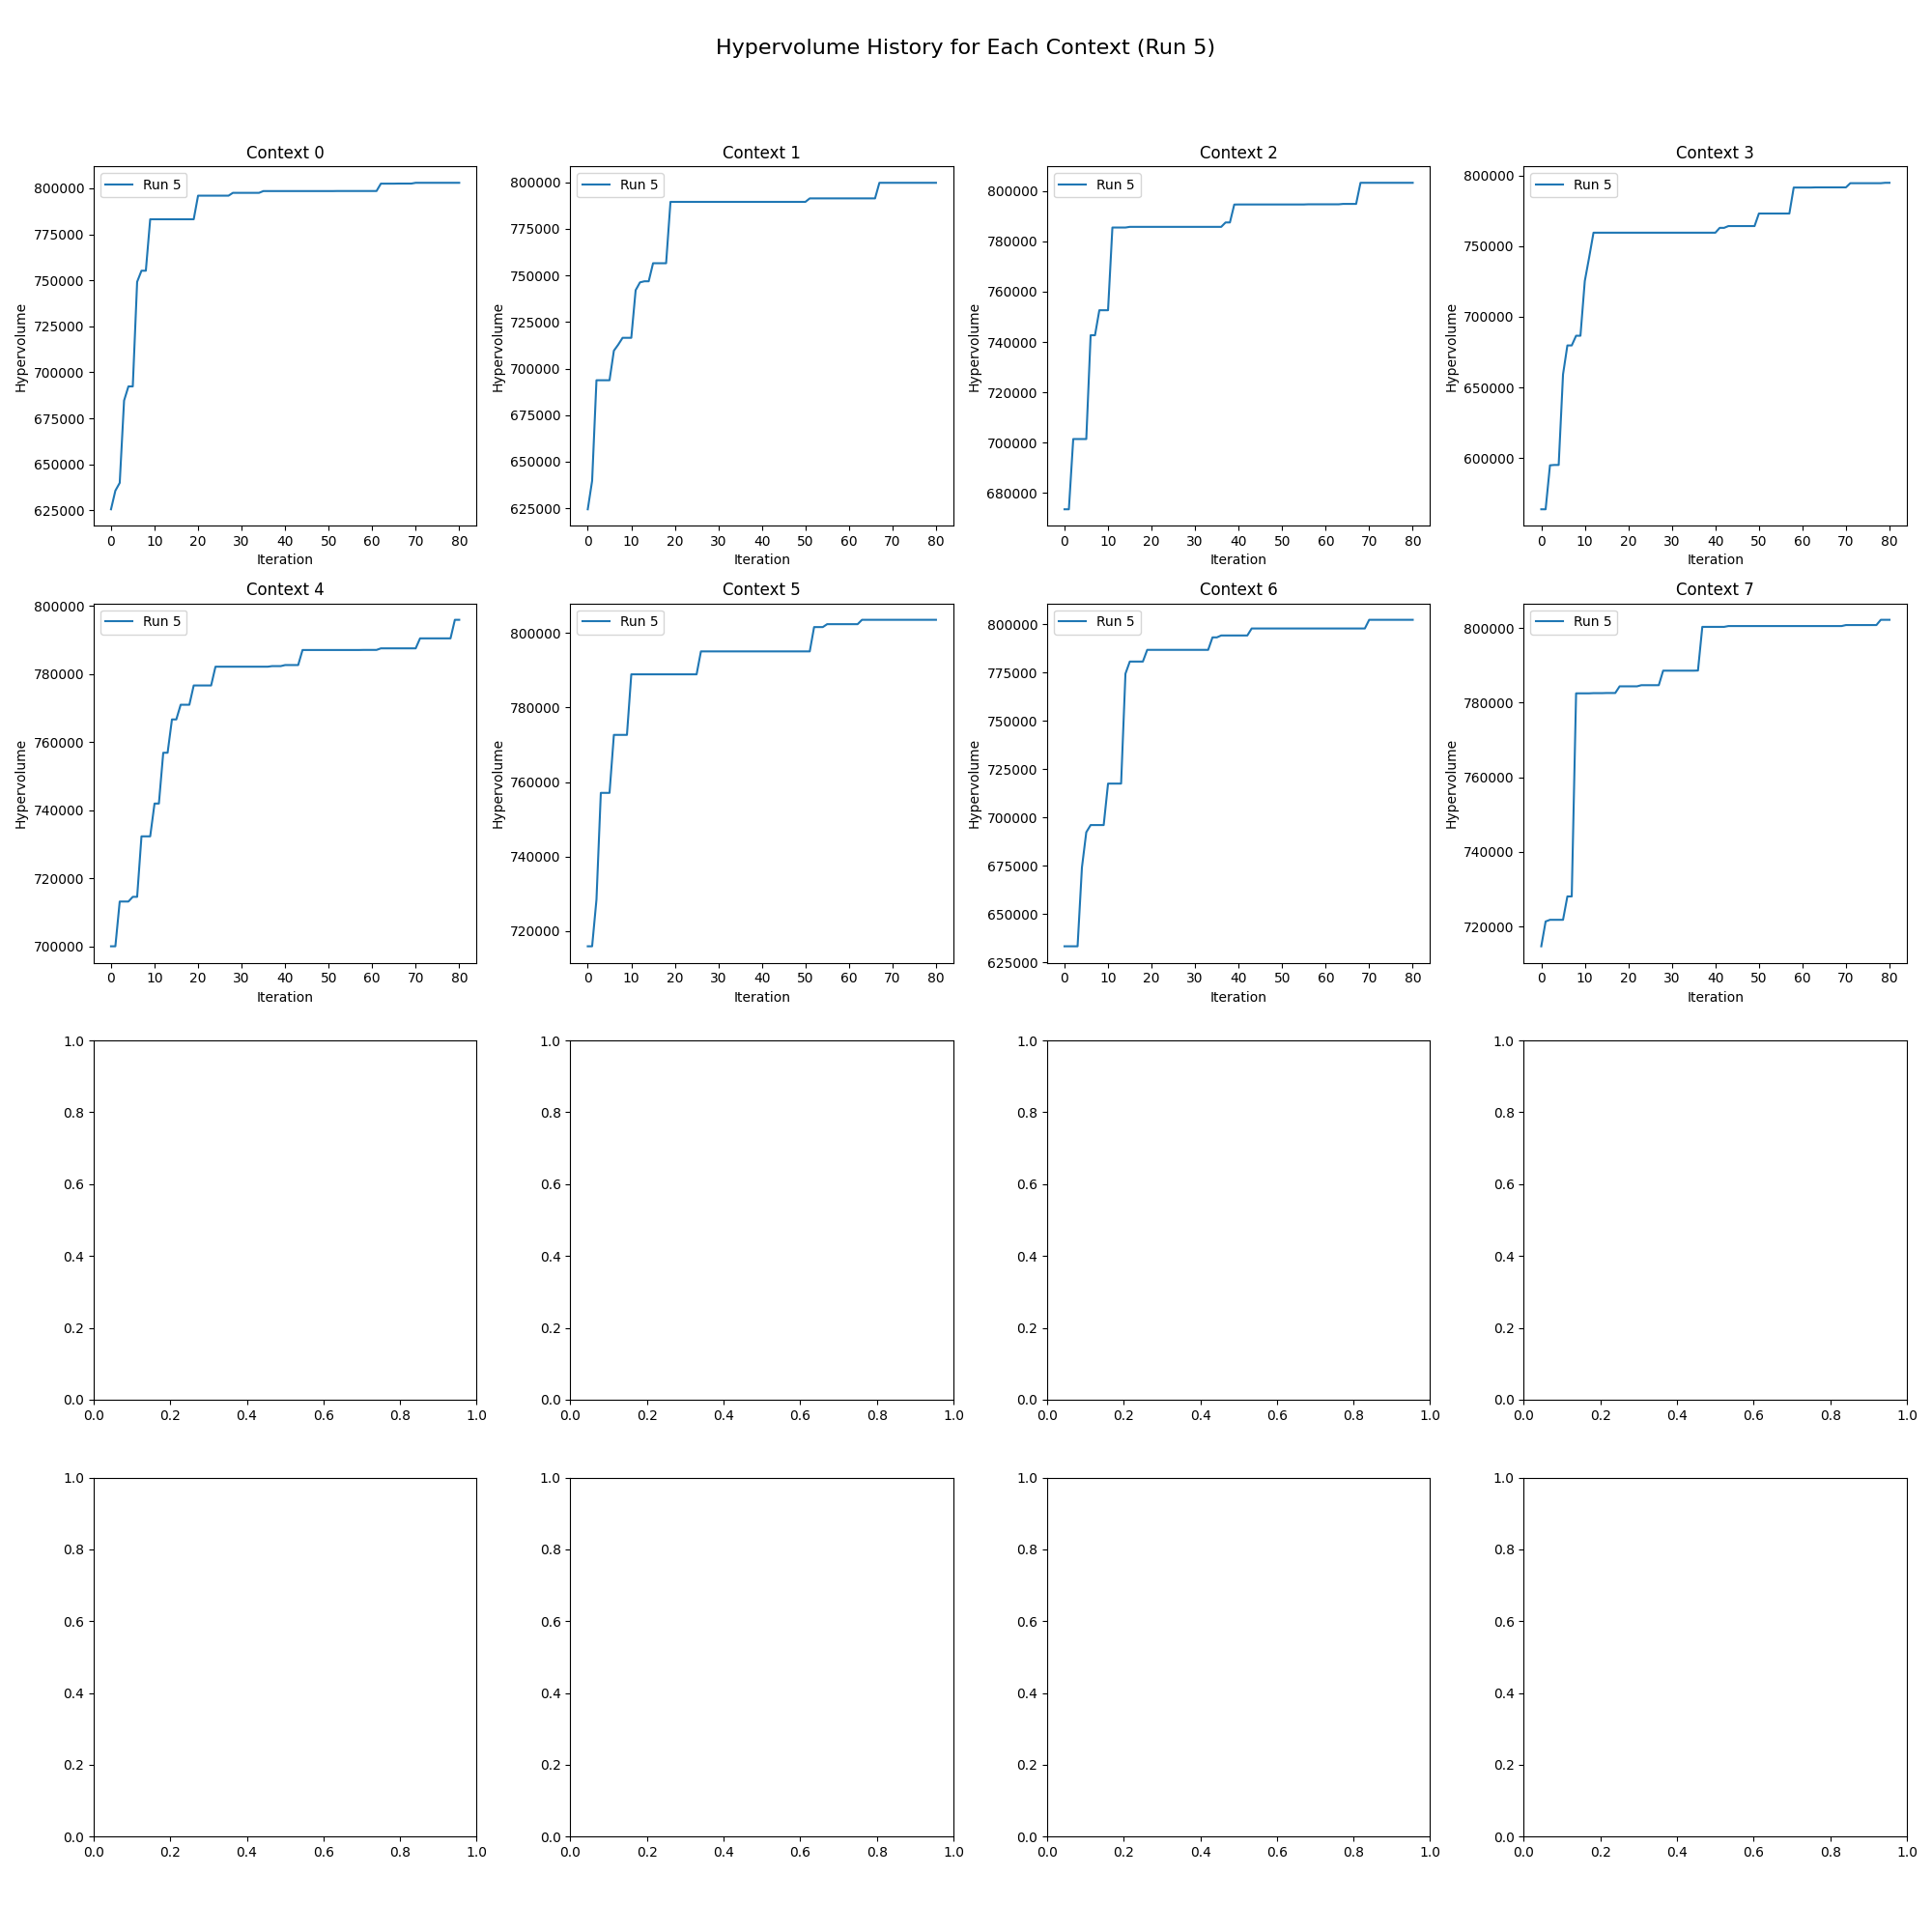 Hypervolume History for Each Context (Run 5)
Context 0
Run 5
800000
775000
750000
725000
700000
675000
650000
625000
Hypervolume
0 10 20 30 40 50 60 70 80
Iteration
Context 1
Run 5
800000
775000
750000
725000
700000
675000
650000
625000
Hypervolume
0 10 20 30 40 50 60 70 80
Iteration
Context 2
Run 5
800000
780000
760000
740000
720000
700000
680000
Hypervolume
0 10 20 30 40 50 60 70 80
Iteration
Context 3
Run 5
800000
750000
700000
650000
600000
Hypervolume
0 10 20 30 40 50 60 70 80
Iteration
Context 4
Run 5
800000
780000
760000
740000
720000
700000
Hypervolume
0 10 20 30 40 50 60 70 80
Iteration
Context 5
Run 5
800000
780000
760000
740000
720000
Hypervolume
0 10 20 30 40 50 60 70 80
Iteration
Context 6
Run 5
800000
775000
750000
725000
700000
675000
650000
625000
Hypervolume
0 10 20 30 40 50 60 70 80
Iteration
Context 7
Run 5
800000
780000
760000
740000
720000
Hypervolume
0 10 20 30 40 50 60 70 80
Iteration
1.0
0.8
0.6
0.4
0.2
0.0
0.0 0.2 0.4 0.6 0.8 1.0
1.0
0.8
0.6
0.4
0.2
0.0
0.0 0.2 0.4 0.6 0.8 1.0
1.0
0.8
0.6
0.4
0.2
0.0
0.0 0.2 0.4 0.6 0.8 1.0
1.0
0.8
0.6
0.4
0.2
0.0
0.0 0.2 0.4 0.6 0.8 1.0
1.0
0.8
0.6
0.4
0.2
0.0
0.0 0.2 0.4 0.6 0.8 1.0
1.0
0.8
0.6
0.4
0.2
0.0
0.0 0.2 0.4 0.6 0.8 1.0
1.0
0.8
0.6
0.4
0.2
0.0
0.0 0.2 0.4 0.6 0.8 1.0
1.0
0.8
0.6
0.4
0.2
0.0
0.0 0.2 0.4 0.6 0.8 1.0